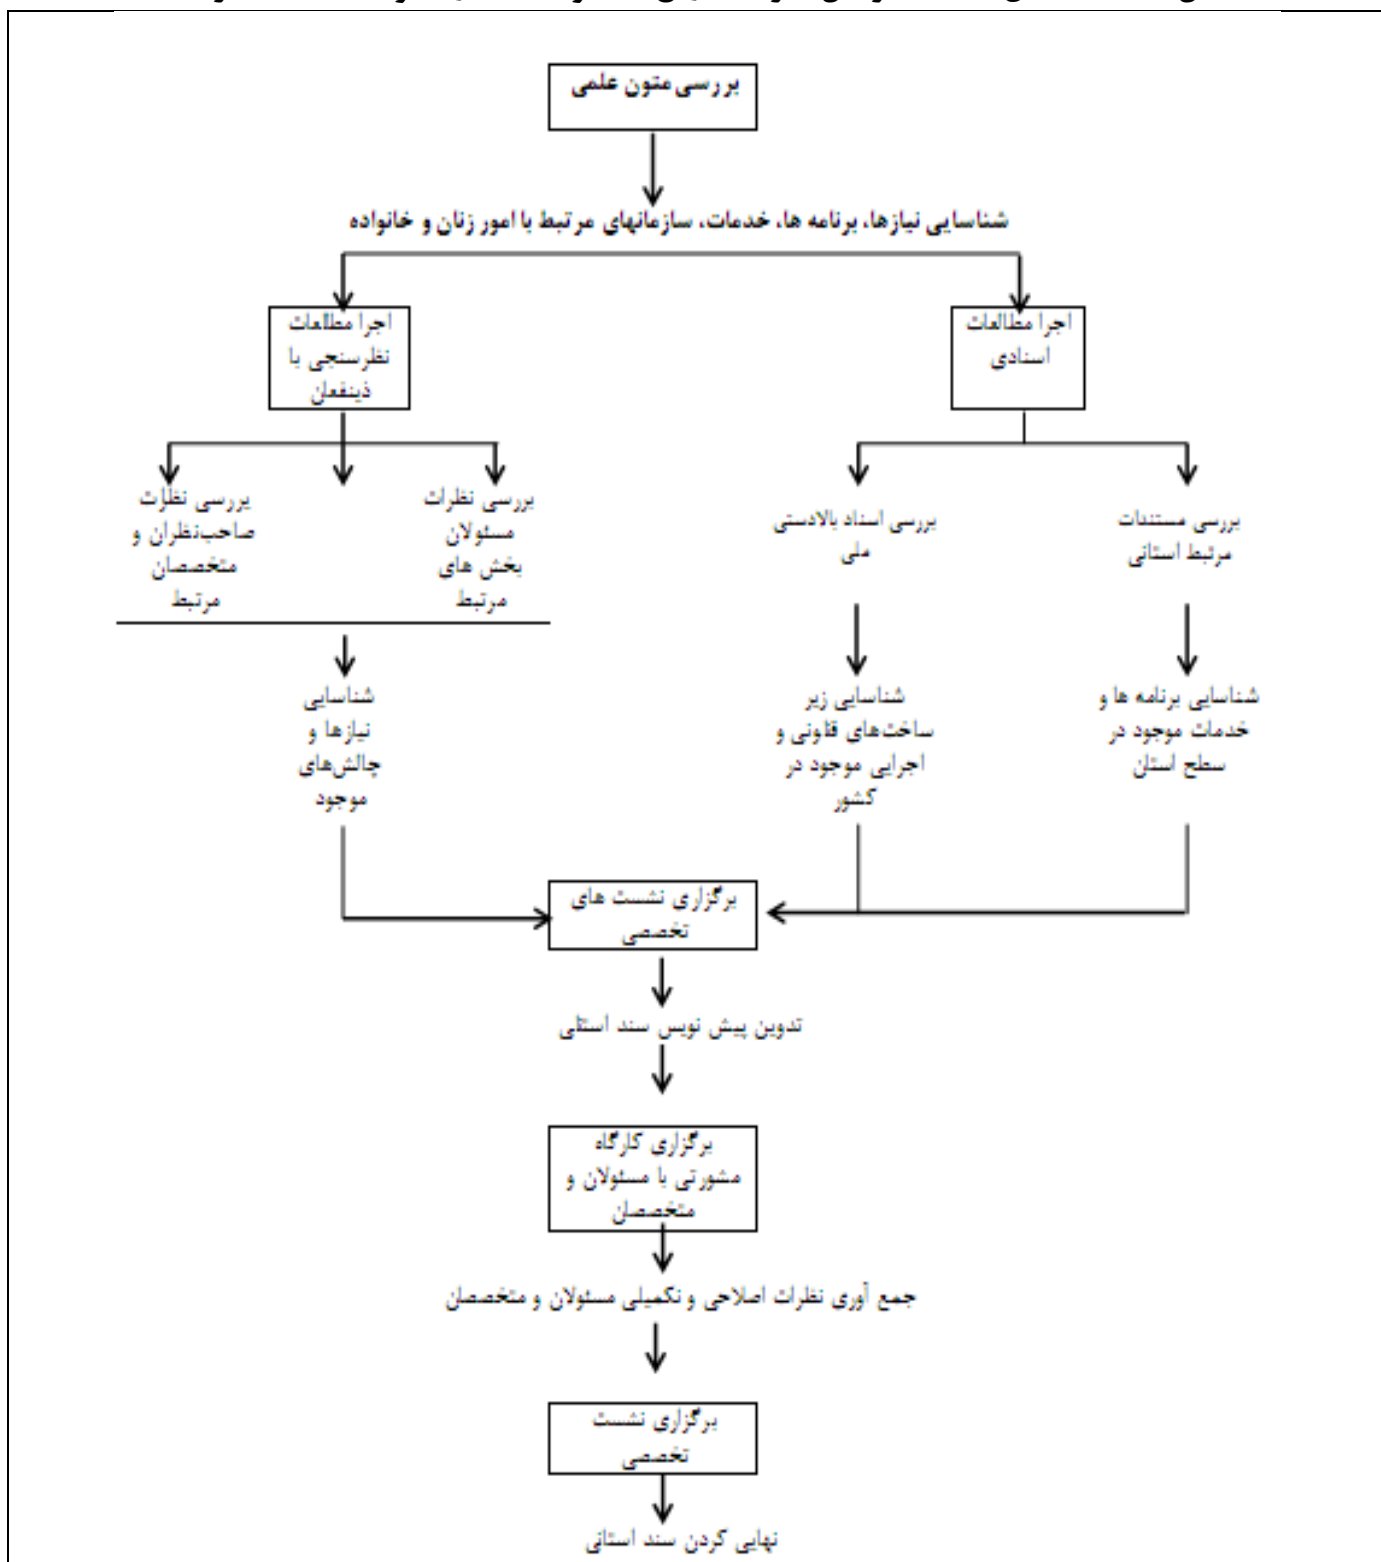 بررسی متون علمی
شناسایی نیازها، برنامه ها، خدمات، سازمانهای مرتبط با امور زنان و خانواده
اجرا مطالعات
اسنادی
اجرا مطالعات
نظرسنجی با
ذینفعان
بررسی مستندات
مرتبط استانی
بررسی اسناد بالادستی
ملی
بررسی نظرات
مسئولان
بخش های
مرتبط
بررسی نظرات
صاحب‌نظران و
متخصصان
مرتبط
شناسایی برنامه ها و
خدمات موجود در
سطح استان
شناسایی زیر
ساخت‌های قانونی و
اجرایی موجود در
کشور
شناسایی
نیازها و
چالش‌های
موجود
برگزاری نشست های
تخصصی
تدوین پیش نویس سند استانی
برگزاری کارگاه
مشورتی با مسئولان و
متخصصان
جمع آوری نظرات اصلاحی و تکمیلی مسئولان و متخصصان
برگزاری نشست
تخصصی
نهایی کردن سند استانی